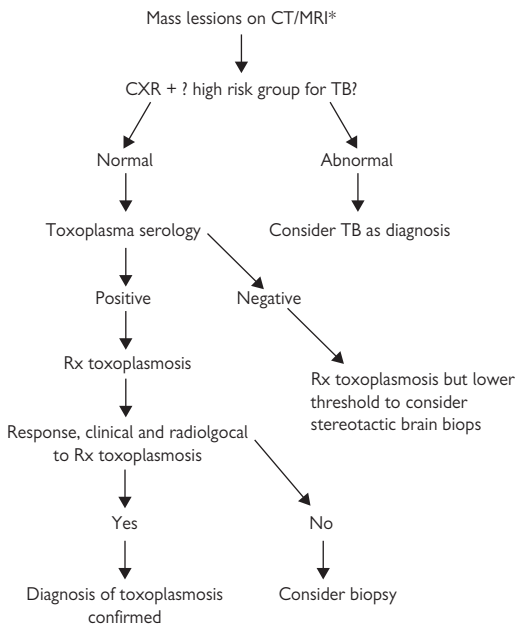 Mass lessions on CT/MRI*
CXR + ? high risk group for TB?
Normal
Abnormal
Toxoplasma serology
Consider TB as diagnosis
Positive
Negative
Rx toxoplasmosis
Rx toxoplasmosis but lower
threshold to consider
stereotactic brain biops
Response, clinical and radiolgocal
to Rx toxoplasmosis
Yes
No
Diagnosis of toxoplasmosis
confirmed
Consider biopsy